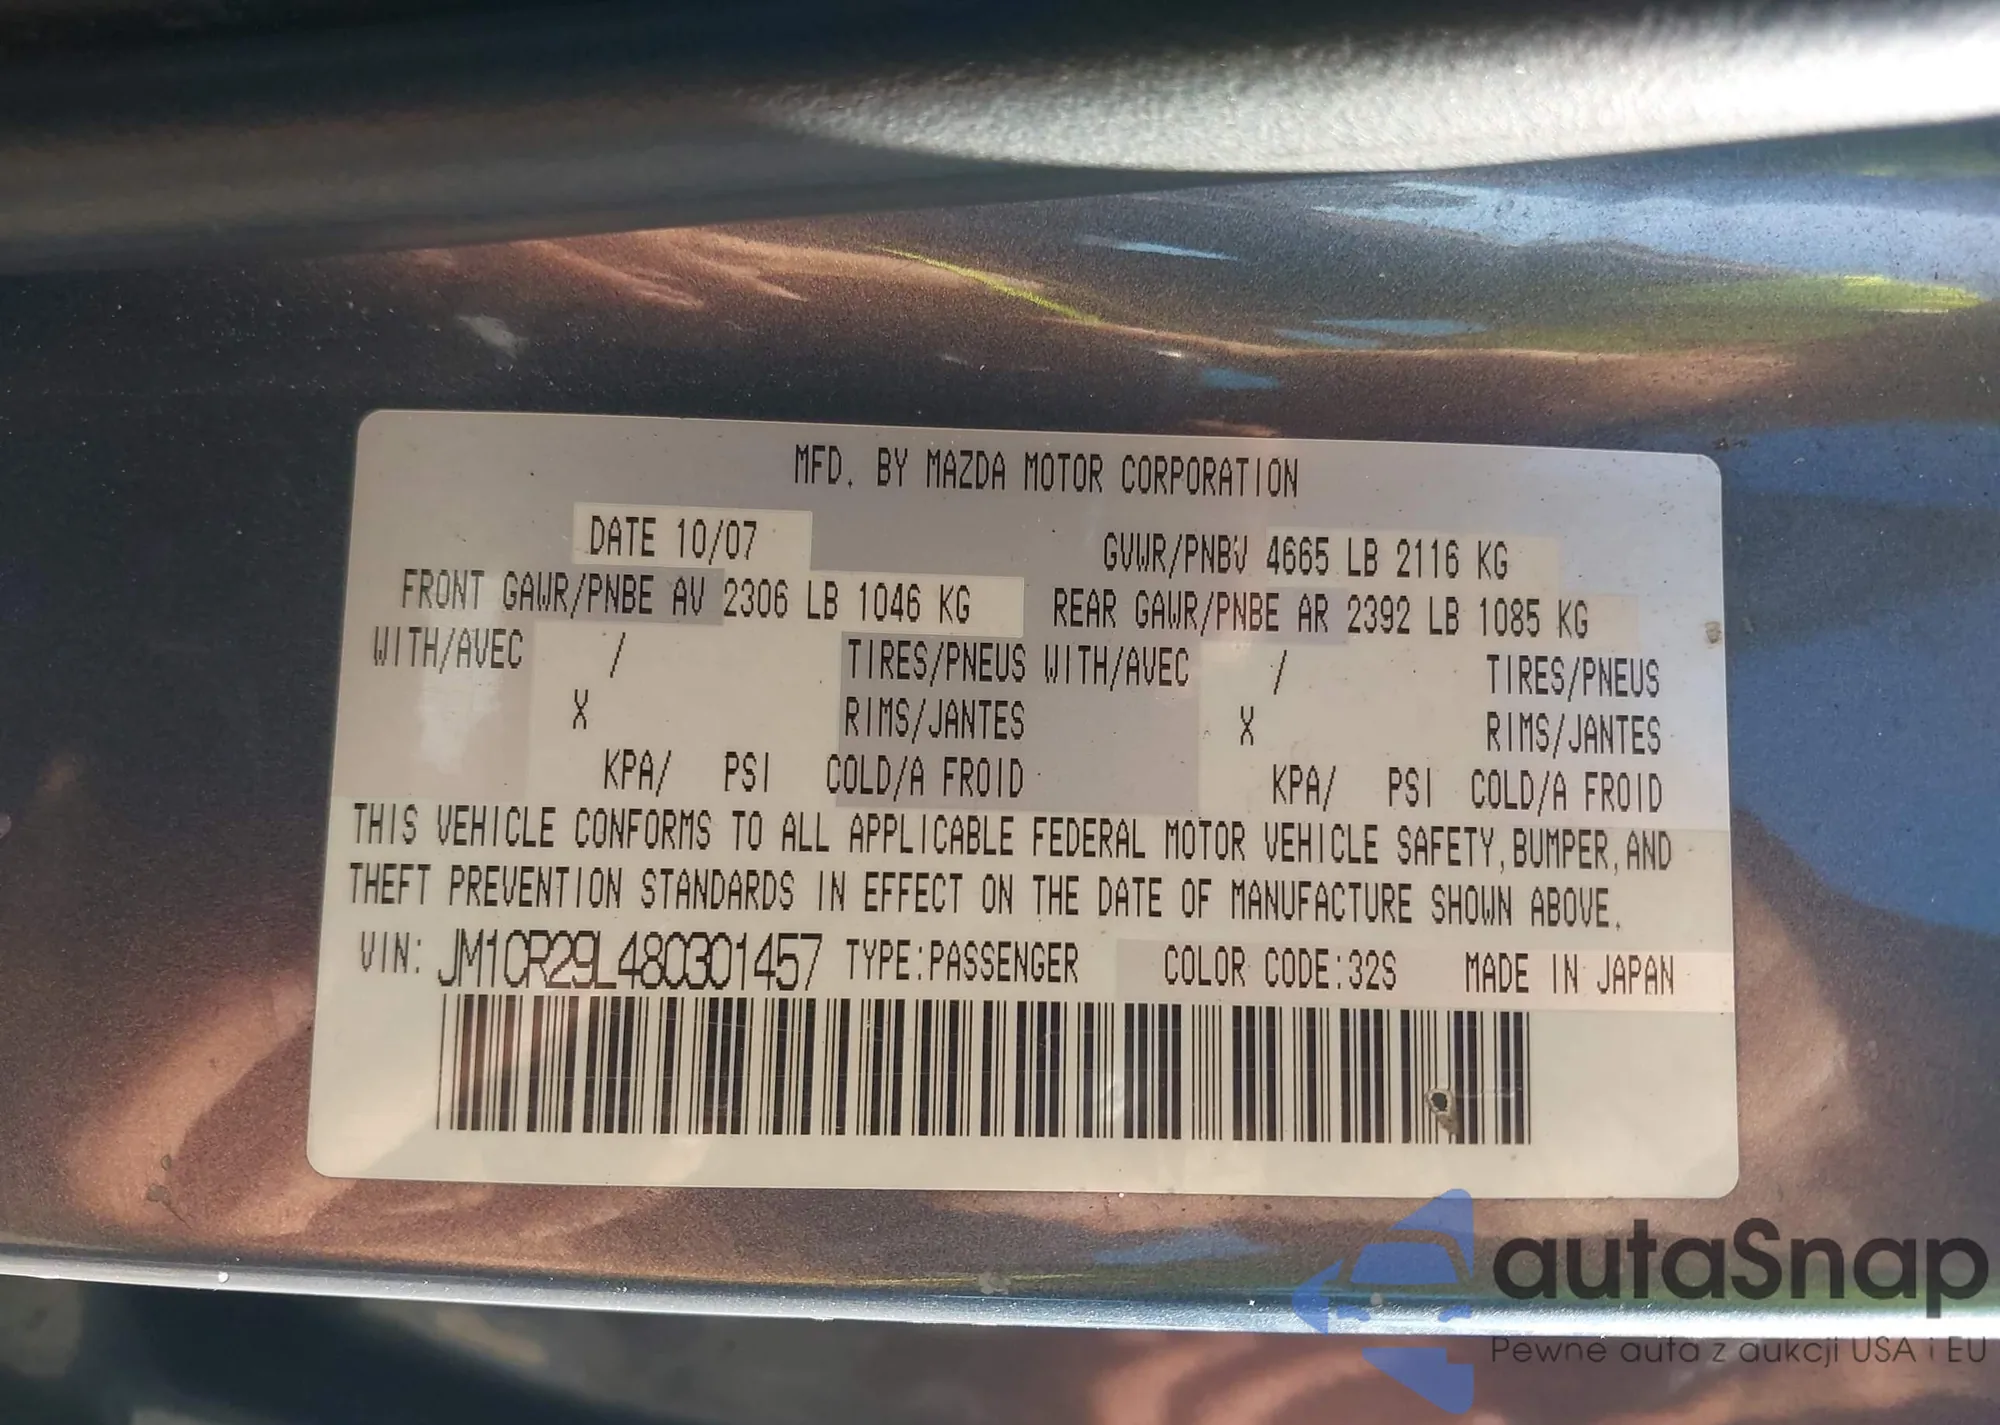 MFD. BY MAZDA MOTOR CORPORATION
DATE 10/07 GVWR/PNBV 4665 LB 2116 KG
FRONT GAWR/PNBE AV 2306 LB 1046 KG REAR GAWR/PNBE AR 2392 LB 1085 KG
WITH/AVEC / TIRES/PNEUS WITH/AVEC / TIRES/PNEUS
X RIMS/JANTES X RIMS/JANTES
KPA/ PSI COLD/A FROID KPA/ PSI COLD/A FROID
THIS VEHICLE CONFORMS TO ALL APPLICABLE FEDERAL MOTOR VEHICLE SAFETY, BUMPER, AND
THEFT PREVENTION STANDARDS IN EFFECT ON THE DATE OF MANUFACTURE SHOWN ABOVE.
VIN: JM1CR29L480301457 TYPE:PASSENGER COLOR CODE:32S MADE IN JAPAN
autaSnap
Pewne auta z aukcji USA i EU